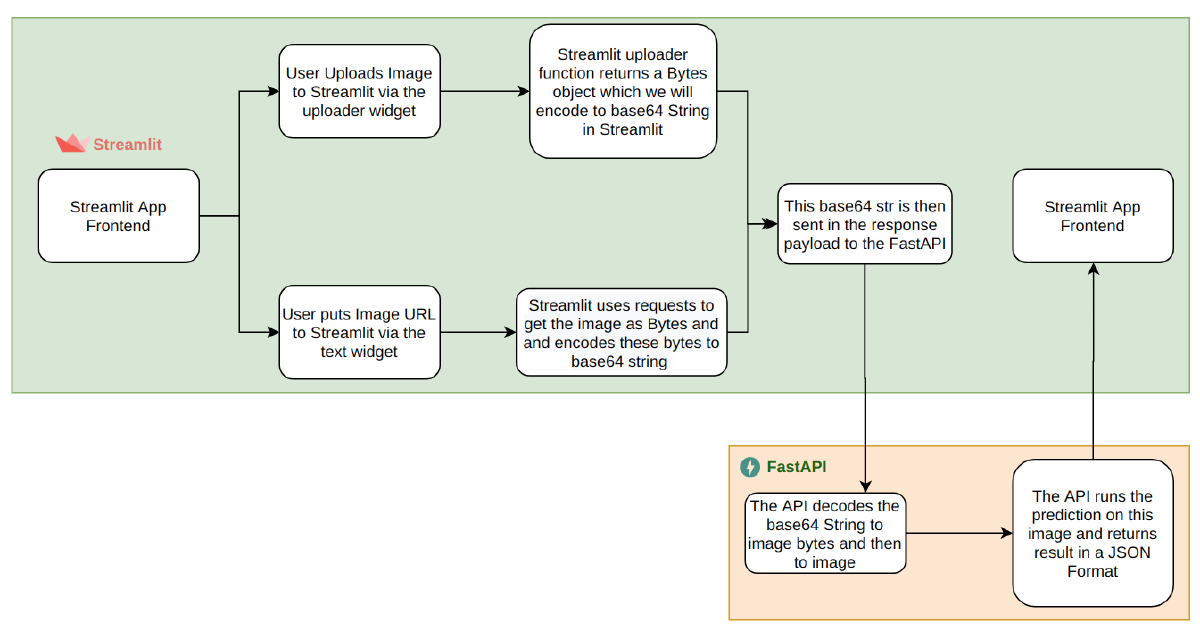 Streamlit
Streamlit App
Frontend
User Uploads Image
to Streamlit via the
uploader widget
Streamlit uploader
function returns a Bytes
object which we will
encode to base64 String
in Streamlit
User puts Image URL
to Streamlit via the
text widget
Streamlit uses requests to
get the image as Bytes and
and encodes these bytes to
base64 string
This base64 str is then
sent in the response
payload to the FastAPI
FastAPI
The API decodes the
base64 String to
image bytes and then
to image
The API runs the
prediction on this
image and returns
result in a JSON
Format
Streamlit App
Frontend